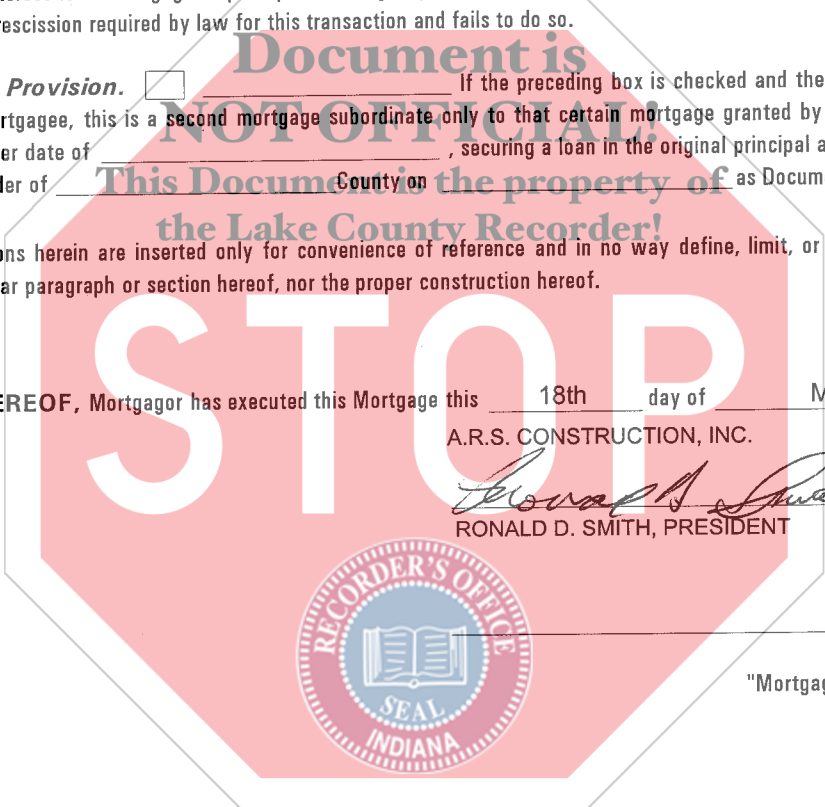 rescission required by law for this transaction and fails to do so.
Document is
Provision. If the preceding box is checked and the
NOT OFFICIAL!
rtgagee, this is a second mortgage subordinate only to that certain mortgage granted by
er date of , securing a loan in the original principal a
This Document is the property of
der of County on as Docum
the Lake County Recorder!
ons herein are inserted only for convenience of reference and in no way define, limit, or
ar paragraph or section hereof, nor the proper construction hereof.
STOP
EREOF, Mortgagor has executed this Mortgage this 18th day of M
A.R.S. CONSTRUCTION, INC.
RONALD D. SMITH, PRESIDENT
RECORDER'S OFFICE
SEAL
INDIANA
"Mortgag